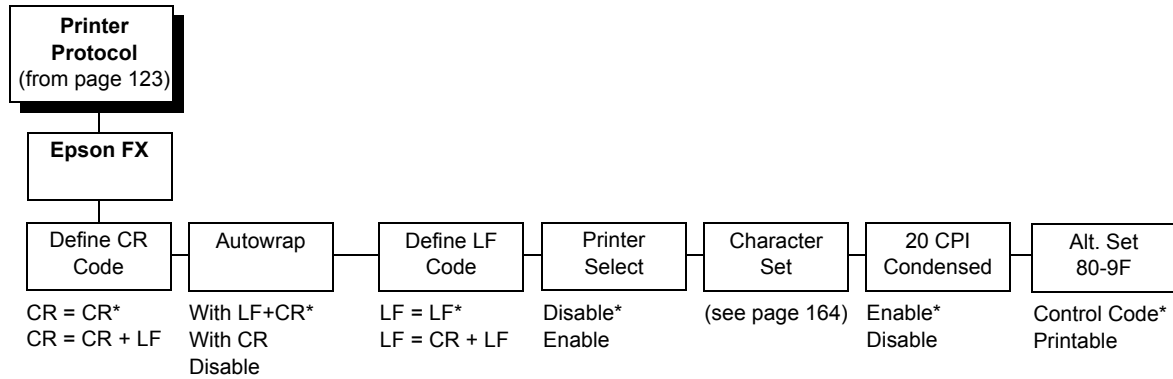 Printer
Protocol
(from page 123)
Epson FX
Define CR
Code
Autowrap
Define LF
Code
Printer
Select
Character
Set
20 CPI
Condensed
Alt. Set
80-9F
CR = CR*
CR = CR + LF
With LF+CR*
With CR
Disable
LF = LF*
LF = CR + LF
Disable*
Enable
(see page 164)
Enable*
Disable
Control Code*
Printable